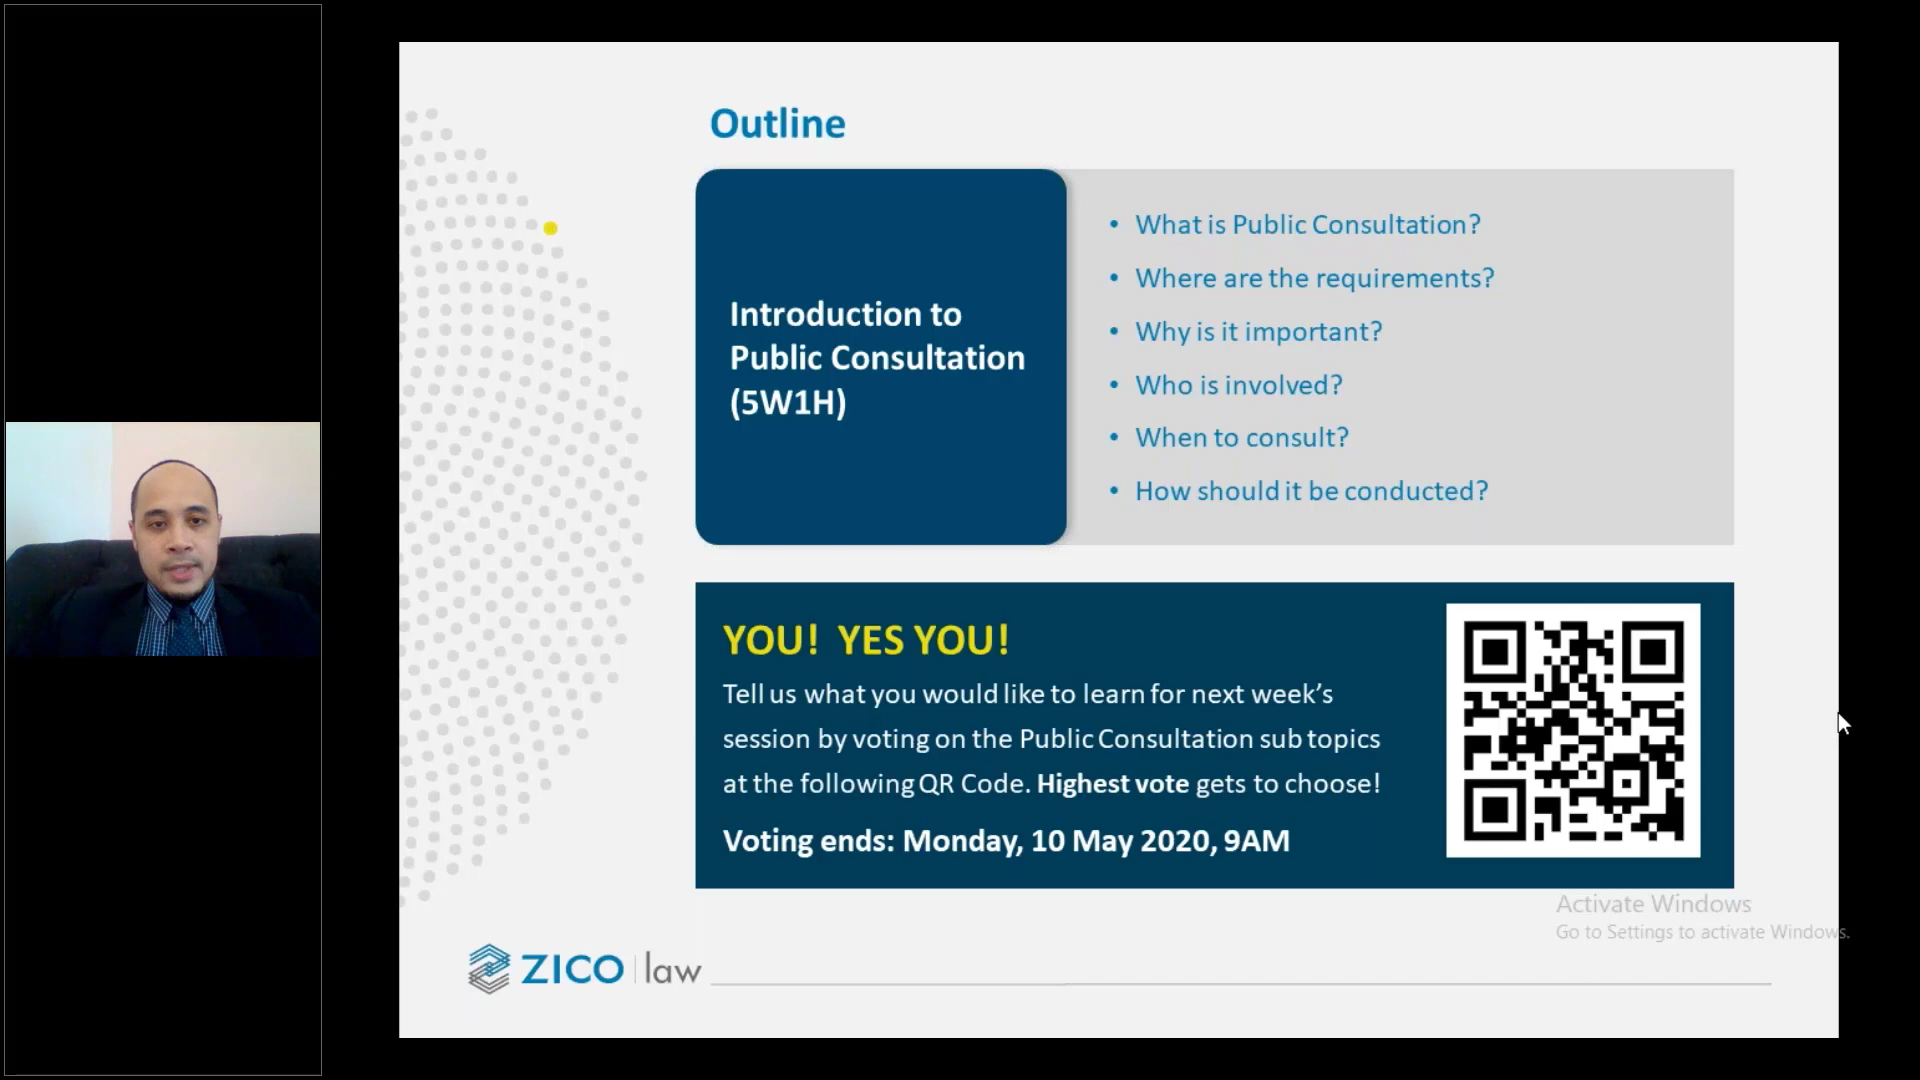 Outline
Introduction to
Public Consultation
(5W1H)
• What is Public Consultation?
• Where are the requirements?
• Why is it important?
• Who is involved?
• When to consult?
• How should it be conducted?
YOU! YES YOU!
Tell us what you would like to learn for next week’s
session by voting on the Public Consultation sub topics
at the following QR Code. Highest vote gets to choose!
Voting ends: Monday, 10 May 2020, 9AM
Activate Windows
Go to Settings to activate Windows.
ZICO law